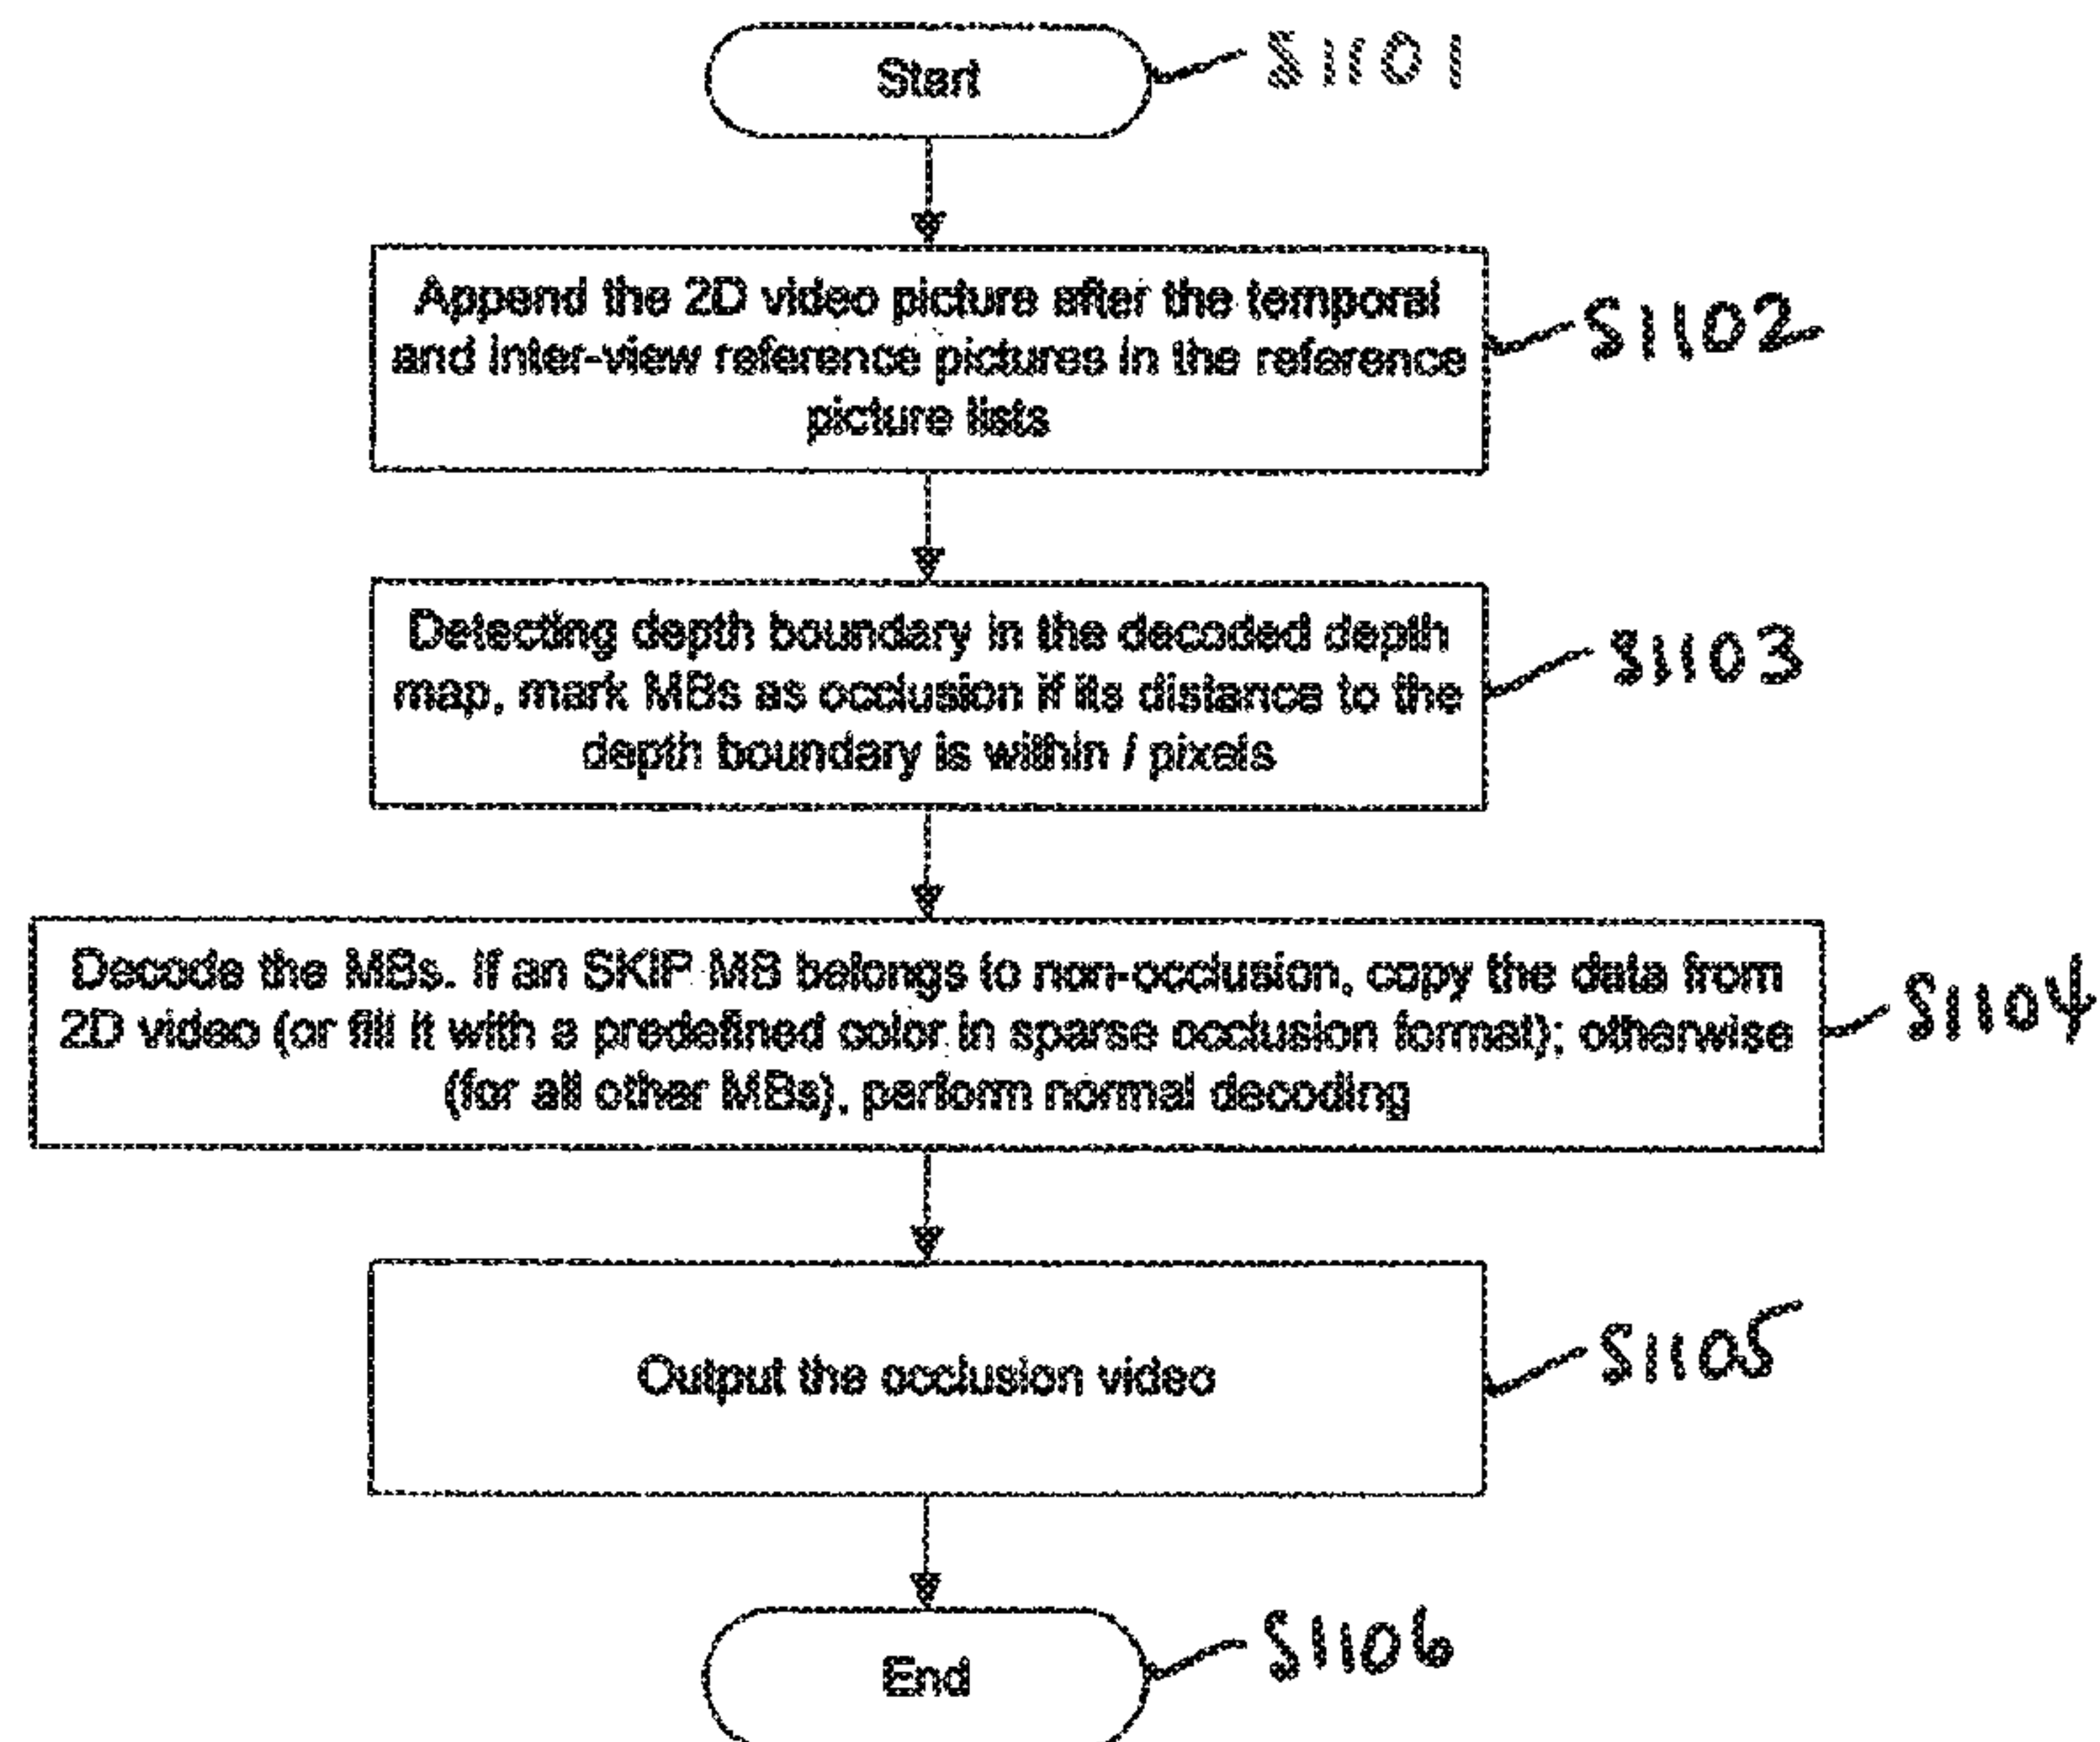 Start
S1101
Append the 2D video picture after the temporal
and inter-view reference pictures in the reference
picture lists
S1102
Detecting depth boundary in the decoded depth
map, mark MBs as occlusion if its distance to the
depth boundary is within l pixels
S1103
Decode the MBs. If an SKIP MB belongs to non-occlusion, copy the data from
2D video (or fill it with a predefined color in sparse occlusion format); otherwise
(for all other MBs), perform normal decoding
S1104
Output the occlusion video
S1105
End
S1106